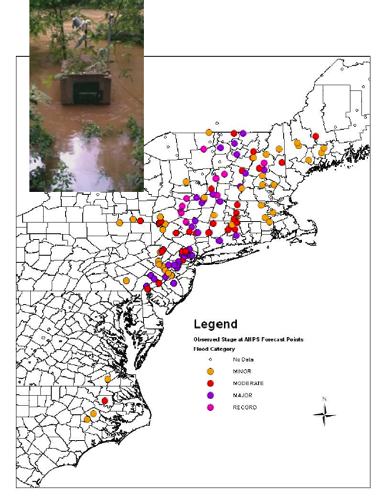 Legend
Observed Stage at AHPS Forecast Points
Flood Category
No Data
MINOR
MODERATE
MAJOR
RECORD
N